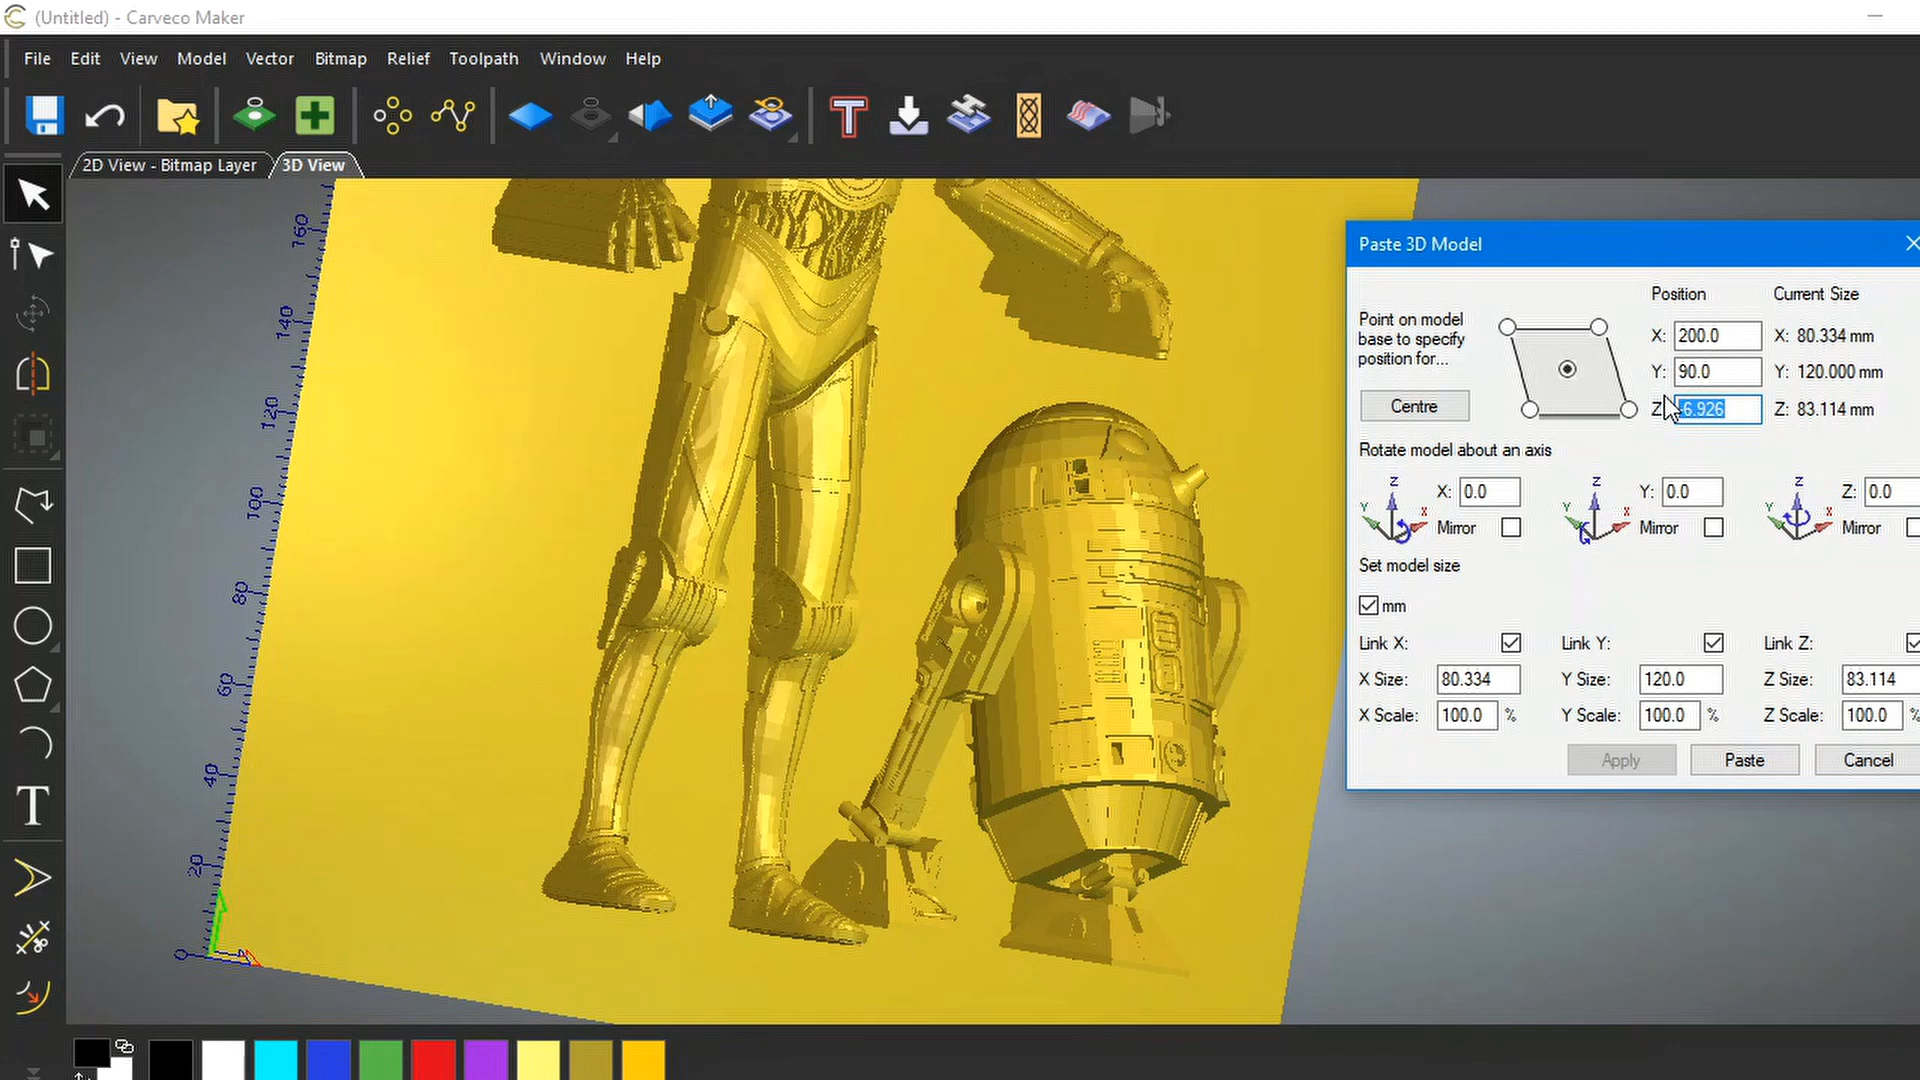 (Untitled) - Carveco Maker
File Edit View Model Vector Bitmap Relief Toolpath Window Help
2D View - Bitmap Layer 3D View
160
140
120
100
80
60
40
20
0
T
Paste 3D Model
Position Current Size
Point on model
base to specify
position for...
X: 200.0 X: 80.334 mm
Y: 90.0 Y: 120.000 mm
Z 6.926 Z: 83.114 mm
Centre
Rotate model about an axis
Z Y X X: 0.0 Z Y X Y: 0.0 Z Y X Z: 0.0
Mirror Mirror Mirror
Set model size
mm
Link X: Link Y: Link Z:
X Size: 80.334 Y Size: 120.0 Z Size: 83.114
X Scale: 100.0 % Y Scale: 100.0 % Z Scale: 100.0 %
Apply Paste Cancel